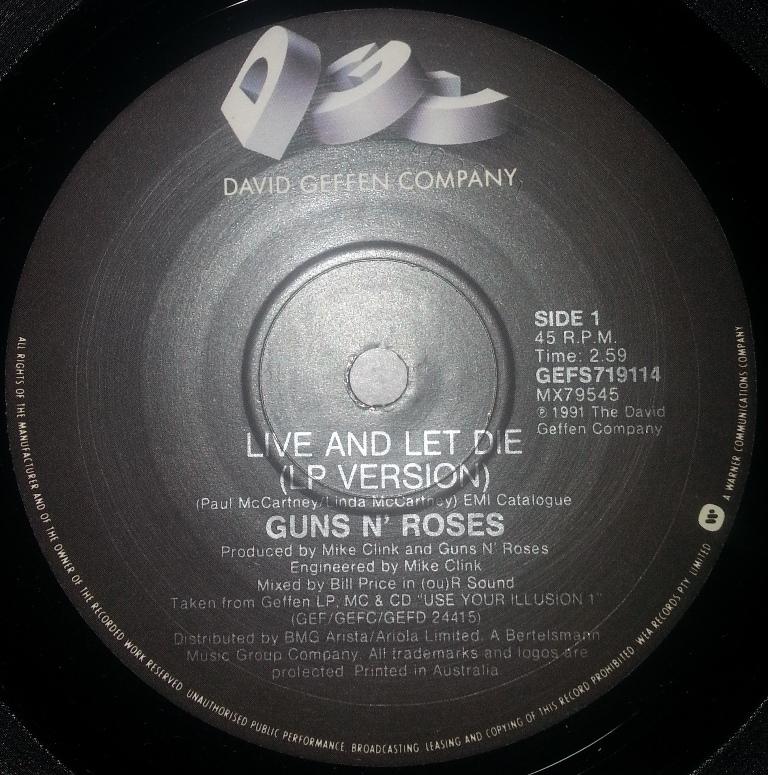 DGC
DAVID GEFFEN COMPANY
SIDE 1
45 R.P.M.
Time: 2.59
GEFS719114
MX79545
℗ 1991 The David
Geffen Company
LIVE AND LET DIE
(LP VERSION)
(Paul McCartney/Linda McCartney) EMI Catalogue
GUNS N' ROSES
Produced by Mike Clink and Guns N' Roses
Engineered by Mike Clink
Mixed by Bill Price in (ou)R Sound
Taken from Geffen LP, MC & CD "USE YOUR ILLUSION 1"
(GEF/GEFC/GEFD 24415)
Distributed by BMG Arista/Ariola Limited. A Bertelsmann
Music Group Company. All trademarks and logos are
protected. Printed in Australia.
ALL RIGHTS OF THE MANUFACTURER AND OF THE OWNER OF THE RECORDED WORK RESERVED. UNAUTHORISED PUBLIC PERFORMANCE, BROADCASTING, LEASING AND COPYING OF THIS RECORD PROHIBITED. WEA RECORDS PTY. LIMITED A WARNER COMMUNICATIONS COMPANY